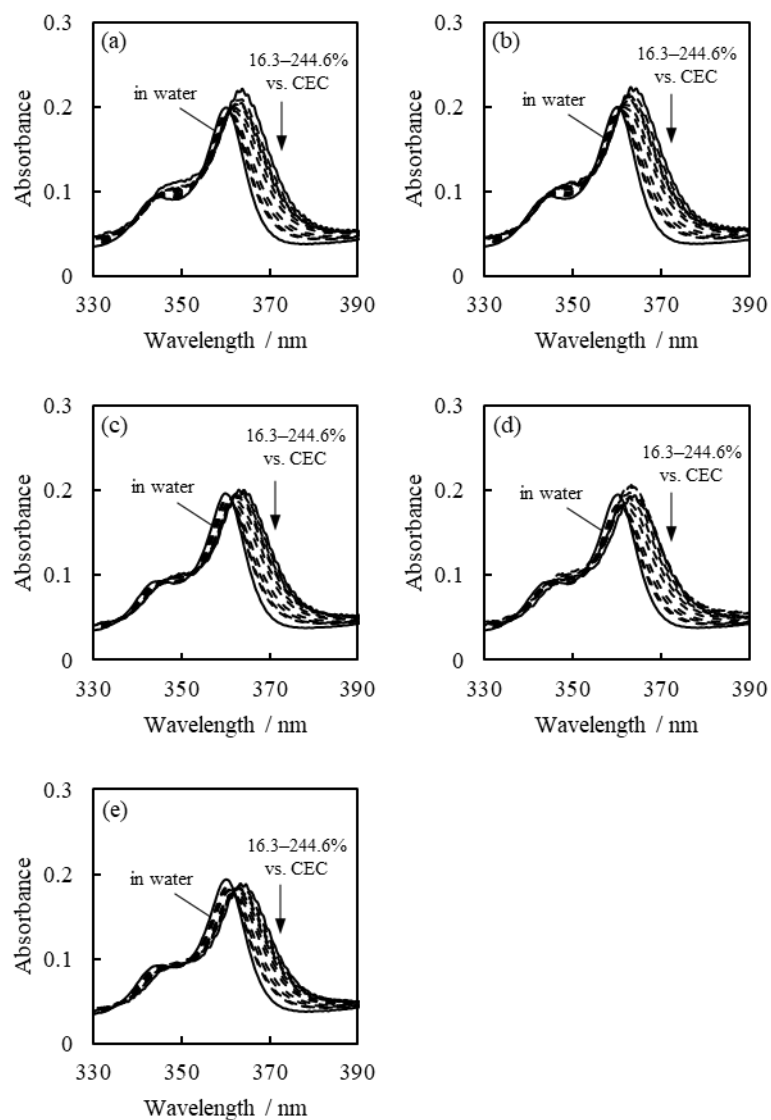 (a)
16.3–244.6%
vs. CEC
in water
Absorbance
0.3
0.2
0.1
0
330 350 370 390
Wavelength / nm
(b)
16.3–244.6%
vs. CEC
in water
Absorbance
0.3
0.2
0.1
0
330 350 370 390
Wavelength / nm
(c)
16.3–244.6%
vs. CEC
in water
Absorbance
0.3
0.2
0.1
0
330 350 370 390
Wavelength / nm
(d)
16.3–244.6%
vs. CEC
in water
Absorbance
0.3
0.2
0.1
0
330 350 370 390
Wavelength / nm
(e)
16.3–244.6%
vs. CEC
in water
Absorbance
0.3
0.2
0.1
0
330 350 370 390
Wavelength / nm